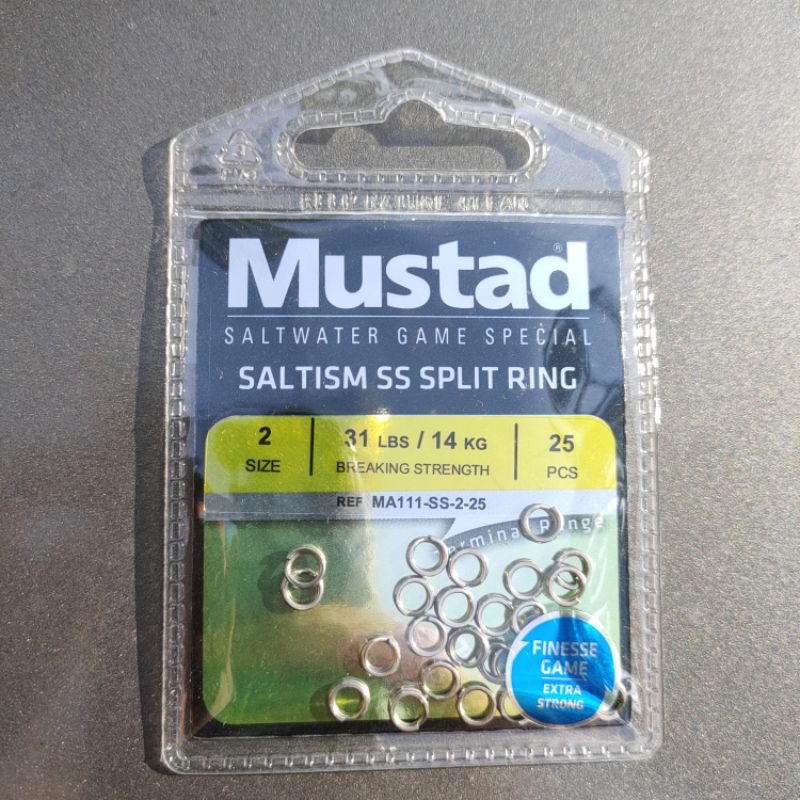 Mustad®
SALTWATER GAME SPECIAL
SALTISM SS SPLIT RING
2 SIZE
31 LBS / 14 KG BREAKING STRENGTH
25 PCS
REF MA111-SS-2-25
FINESSE
GAME
EXTRA
STRONG